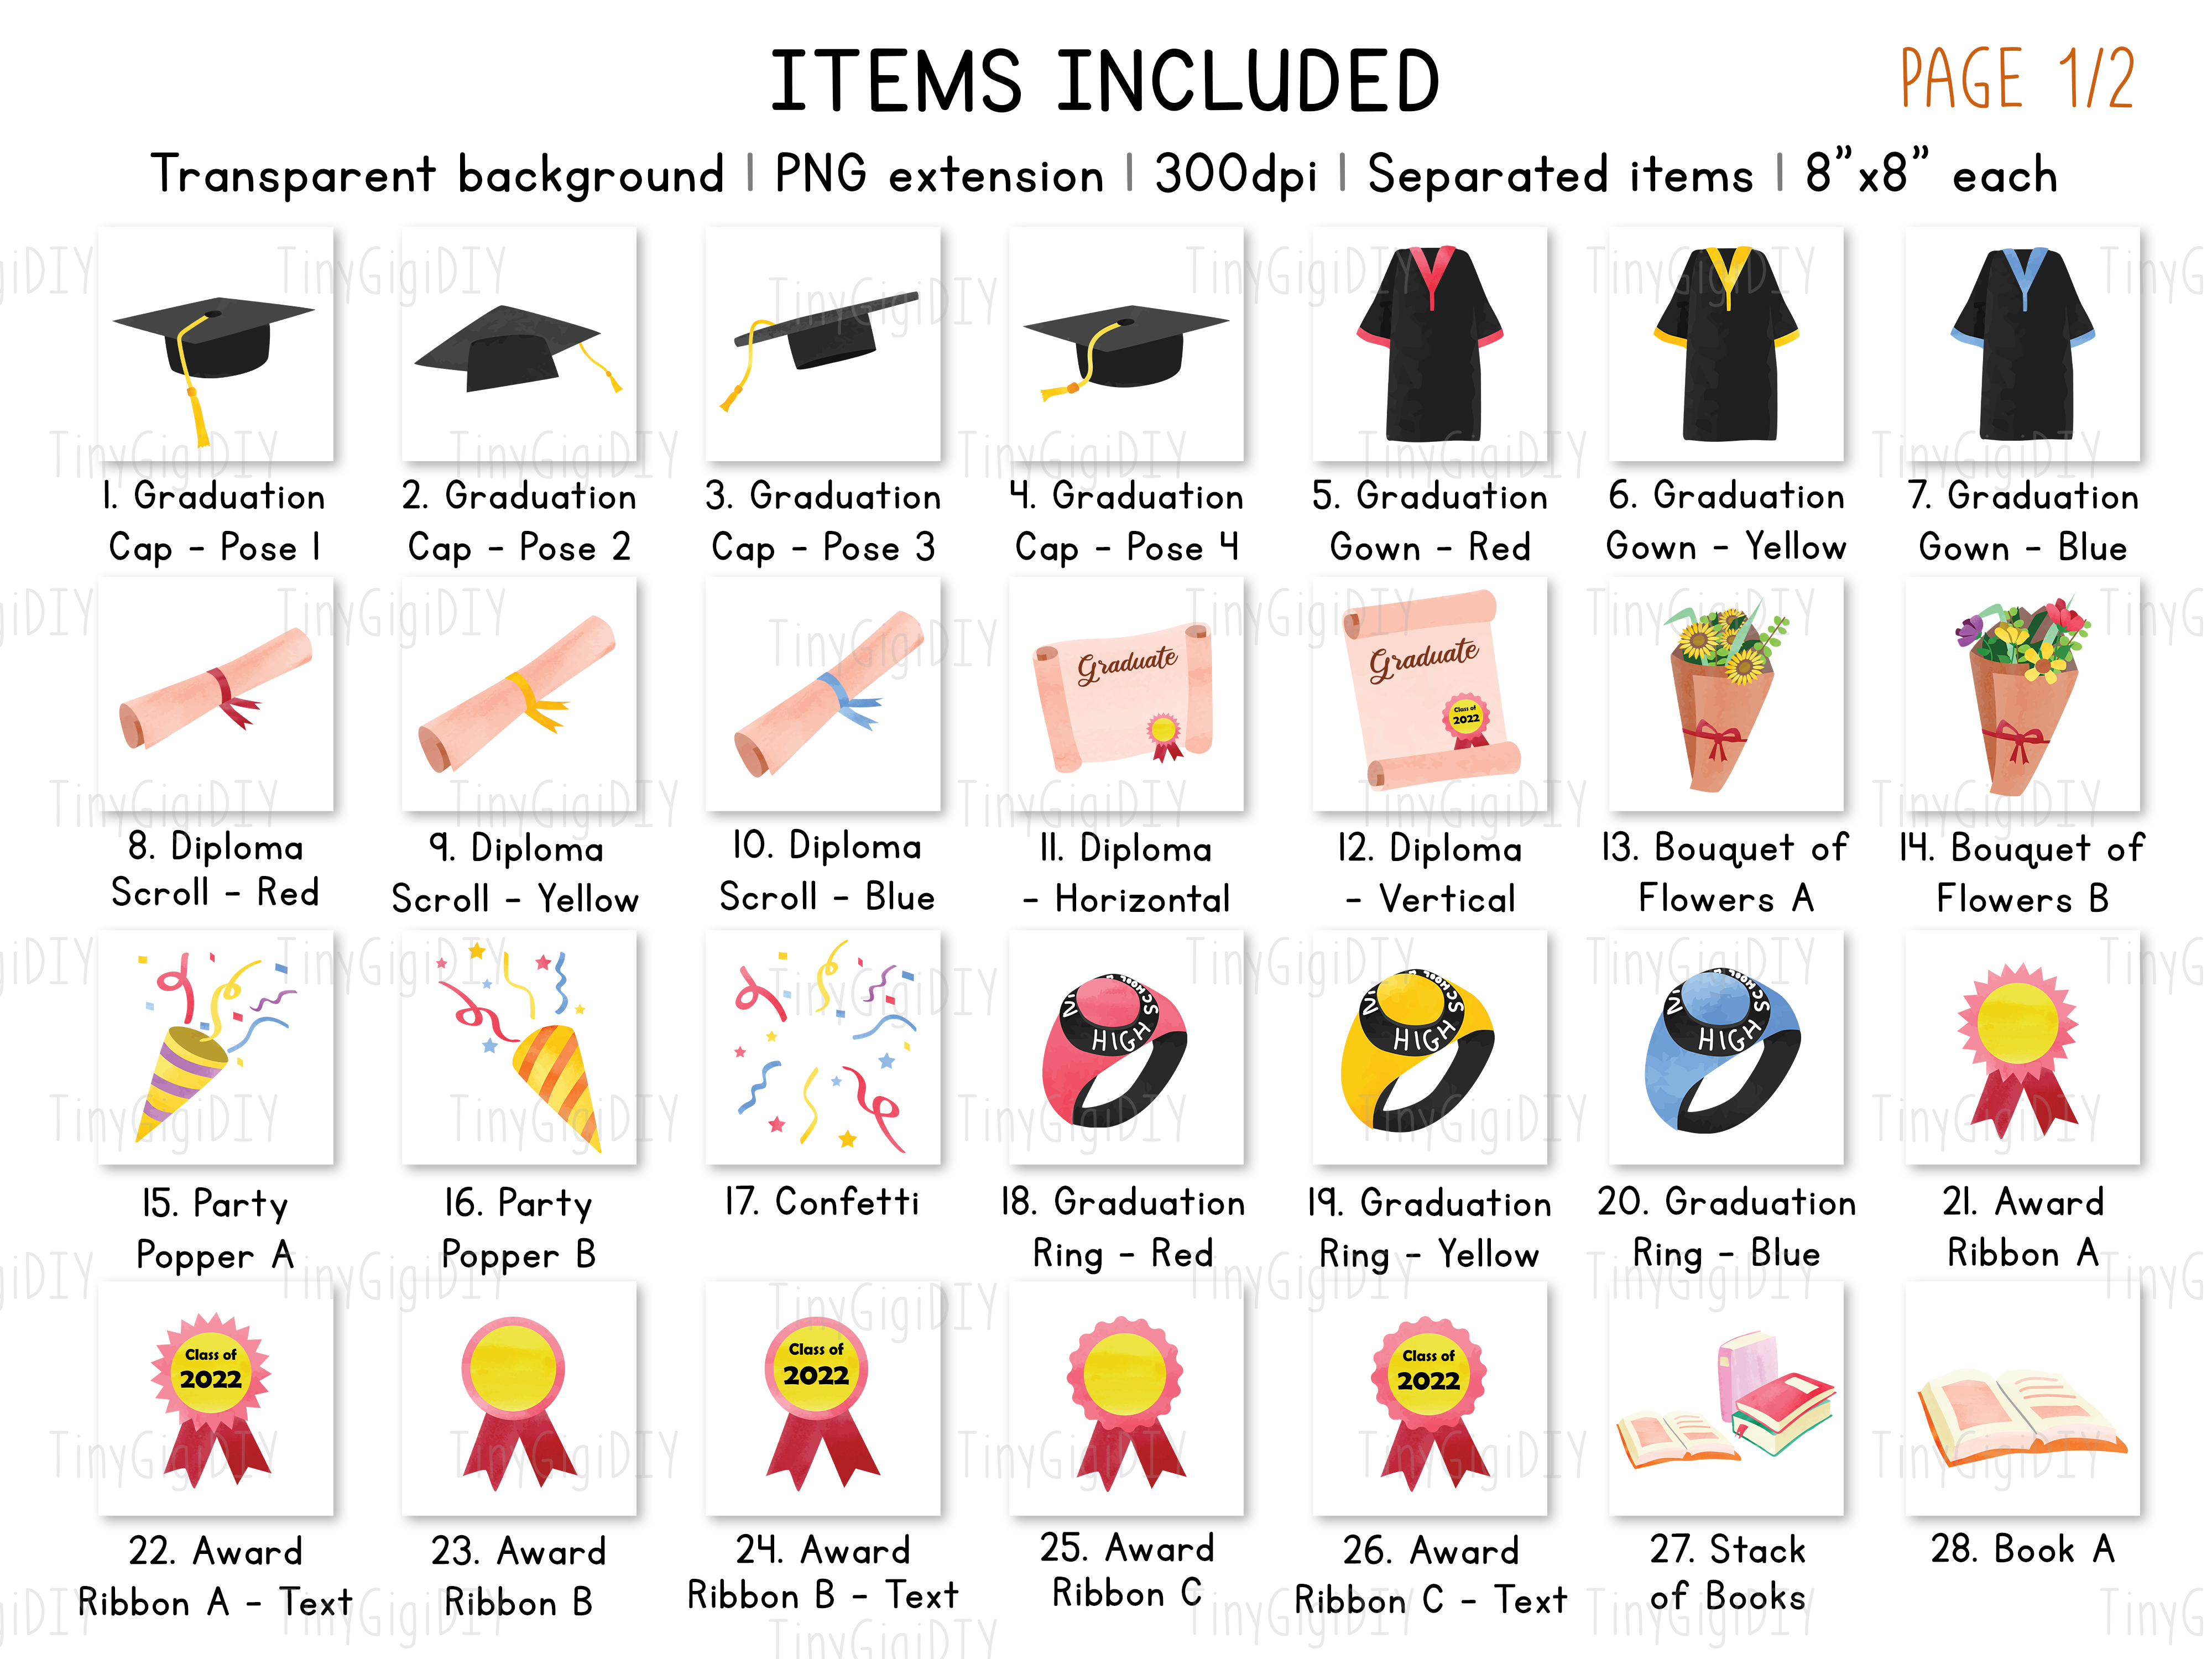 ITEMS INCLUDED
PAGE 1/2
Transparent background | PNG extension | 300dpi | Separated items | 8”x8” each
1. Graduation
Cap - Pose 1
2. Graduation
Cap - Pose 2
3. Graduation
Cap - Pose 3
4. Graduation
Cap - Pose 4
5. Graduation
Gown - Red
6. Graduation
Gown - Yellow
7. Graduation
Gown - Blue
Graduate
Graduate
Class of
2022
8. Diploma
Scroll - Red
9. Diploma
Scroll - Yellow
10. Diploma
Scroll - Blue
11. Diploma
- Horizontal
12. Diploma
- Vertical
13. Bouquet of
Flowers A
14. Bouquet of
Flowers B
HIGH SCHOOL
HIGH SCHOOL
HIGH SCHOOL
15. Party
Popper A
16. Party
Popper B
17. Confetti
18. Graduation
Ring - Red
19. Graduation
Ring - Yellow
20. Graduation
Ring - Blue
21. Award
Ribbon A
Class of
2022
Class of
2022
Class of
2022
22. Award
Ribbon A - Text
23. Award
Ribbon B
24. Award
Ribbon B - Text
25. Award
Ribbon C
26. Award
Ribbon C - Text
27. Stack
of Books
28. Book A
TinyGigiDIY